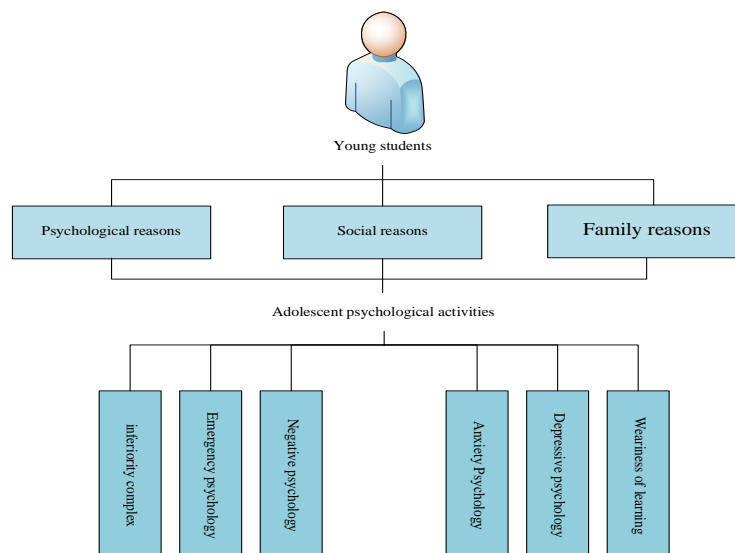 Young students
Psychological reasons
Social reasons
Family reasons
Adolescent psychological activities
inferiority complex
Emergency psychology
Negative psychology
Anxiety Psychology
Depressive psychology
Weariness of learning